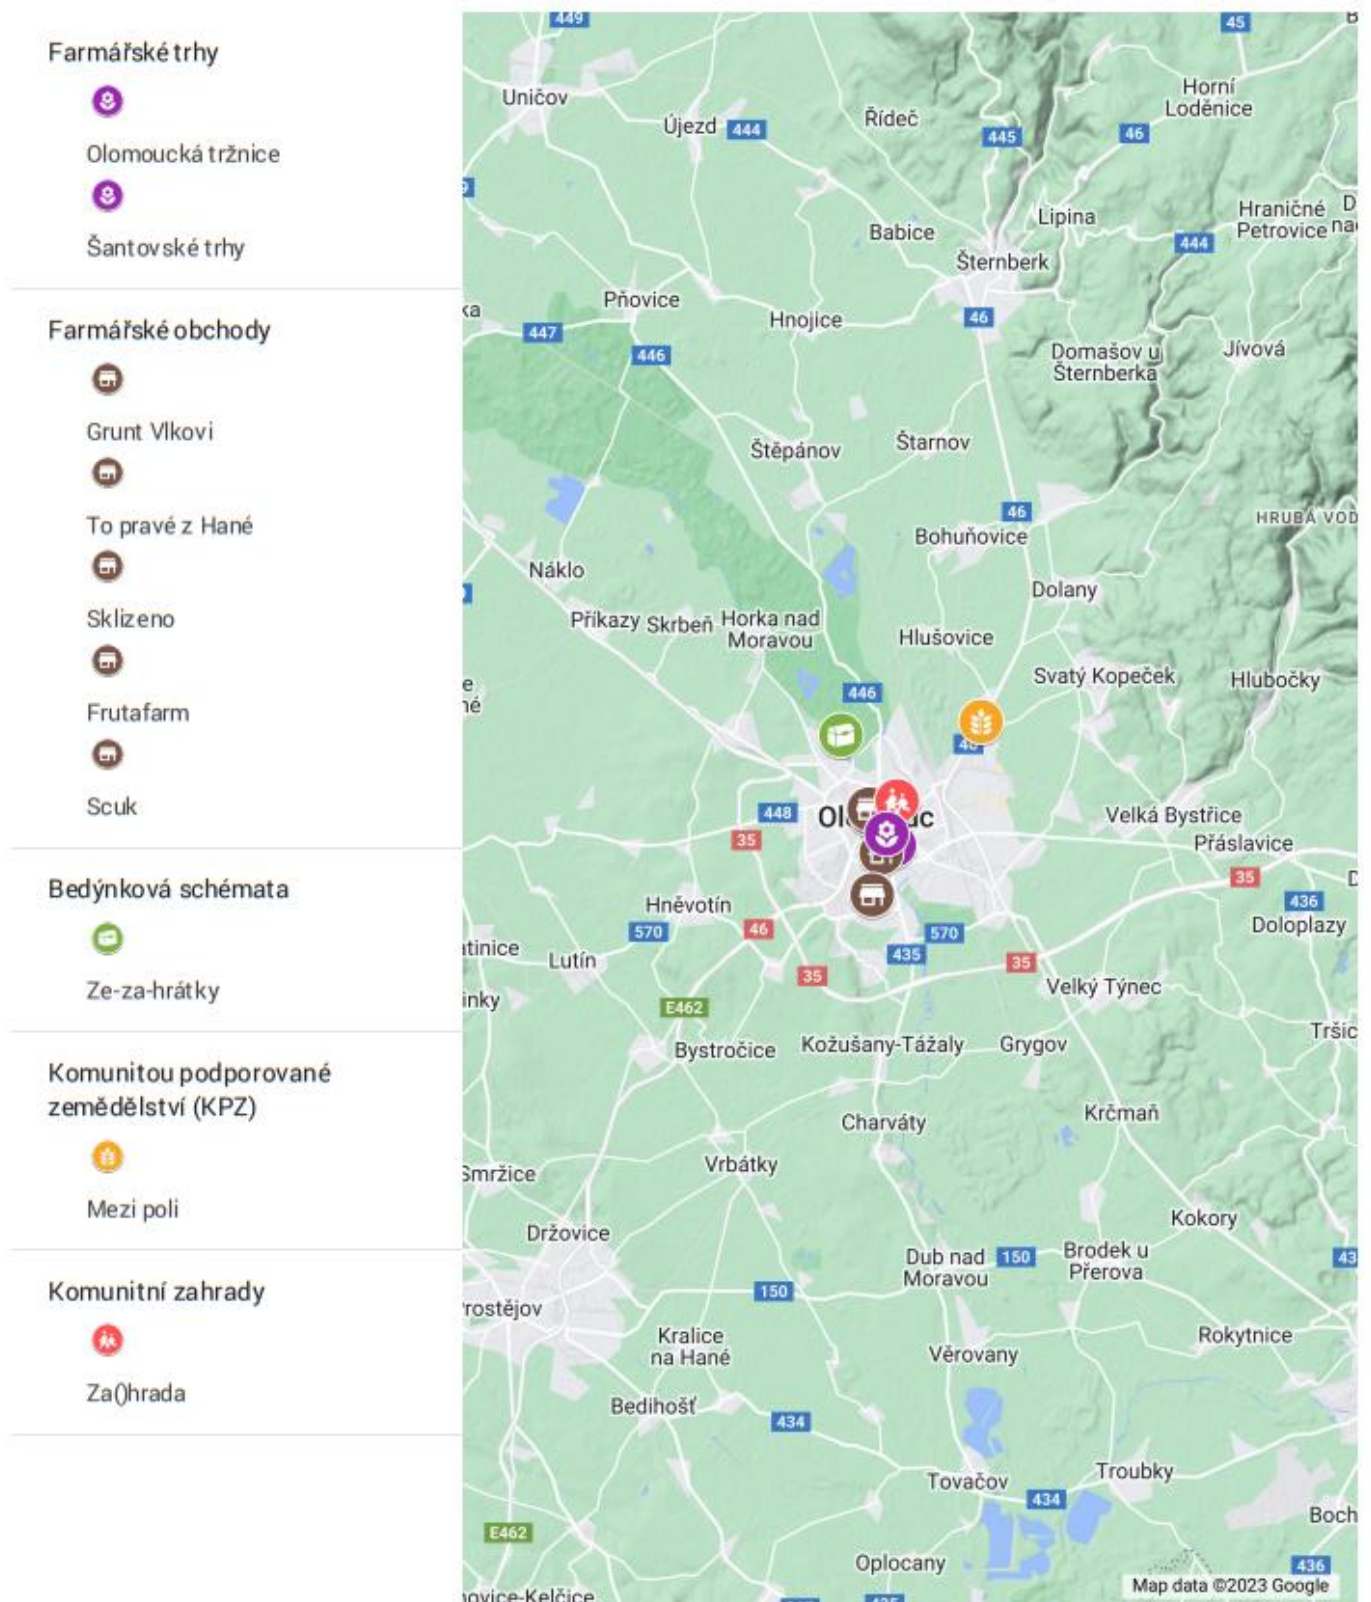 Farmářské trhy
Olomoucká tržnice
Šantovské trhy
Farmářské obchody
Grunt Vlkovi
To pravé z Hané
Sklizeno
Frutafarm
Scuk
Bedýnková schémata
Ze-za-hrátky
Komunitou podporované
zemědělství (KPZ)
Mezi poli
Komunitní zahrady
Za()hrada
449
45
Uničov
Horní
Loděnice
Újezd
444
Řídeč
445
46
Lipina
Hraničné
Petrovice
Babice
444
Šternberk
Pňovice
Hnojice
46
447
446
Domašov u
Šternberka
Jívová
Štěpánov
Štarnov
46
HRUBÁ VOD
Bohuňovice
Náklo
Dolany
Příkazy
Skrbeň
Horka nad
Moravou
Hlušovice
Svatý Kopeček
Hlubočky
446
448
35
Velká Bystřice
Přáslavice
35
436
Hněvotín
570
46
570
Doloplazy
435
Lutín
35
35
Velký Týnec
E462
Bystročice
Kožušany-Tážaly
Grygov
Charváty
Krčmaň
Vrbátky
Smržice
Kokory
Držovice
Dub nad
Moravou
150
Brodek u
Přerova
150
rostějov
Kralice
na Hané
Rokytnice
Věrovany
Bedihošť
434
Tovačov
Troubky
434
Boch
E462
Oplocany
436
Map data ©2023 Google